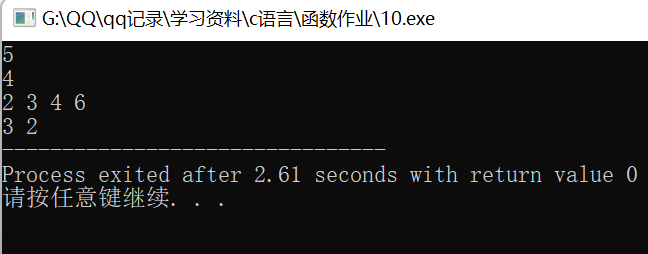 G:\QQ\qq记录\学习资料\c语言\函数作业\10.exe
5
4
2 3 4 6
3 2
--------------------------------
Process exited after 2.61 seconds with return value 0
请按任意键继续. . .